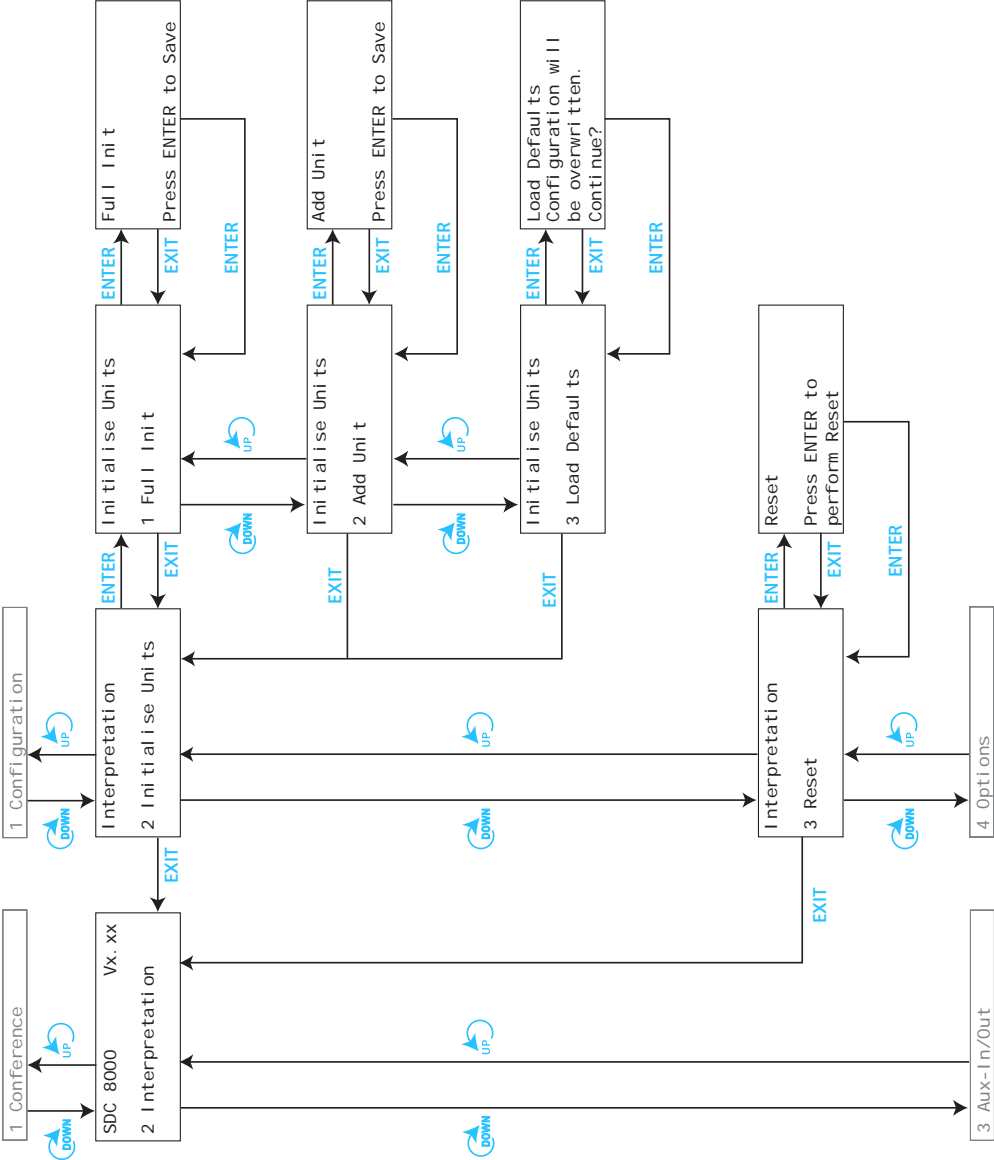 1 Conference
UP
DOWN
SDC 8000 Vx.xx
2 Interpretation
UP
DOWN
3 Aux-In/Out
1 Configuration
UP
DOWN
EXIT
Interpretation
2 Initialise Units
UP
DOWN
EXIT
Interpretation
3 Reset
UP
DOWN
4 Options
ENTER
EXIT
Initialise Units
1 Full Init
UP
DOWN
EXIT
Initialise Units
2 Add Unit
UP
DOWN
EXIT
Initialise Units
3 Load Defaults
ENTER
EXIT
Reset
Press ENTER to
perform Reset
ENTER
ENTER
EXIT
Full Init
Press ENTER to Save
ENTER
ENTER
EXIT
Add Unit
Press ENTER to Save
ENTER
ENTER
EXIT
Load Defaults
Configuration will
be overwritten.
Continue?
ENTER